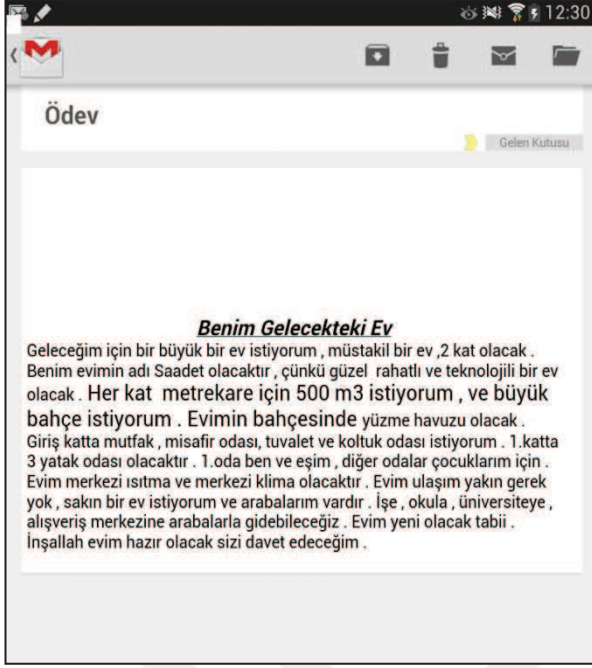 12:30
Ödev
Gelen Kutusu
Benim Gelecekteki Ev
Geleceğim için bir büyük bir ev istiyorum , müstakil bir ev ,2 kat olacak .
Benim evimin adı Saadet olacaktır , çünkü güzel rahatlı ve teknolojili bir ev
olacak . Her kat metrekare için 500 m3 istiyorum , ve büyük
bahçe istiyorum . Evimin bahçesinde yüzme havuzu olacak .
Giriş katta mutfak , misafir odası, tuvalet ve koltuk odası istiyorum . 1.katta
3 yatak odası olacaktır . 1.oda ben ve eşim , diğer odalar çocuklarım için .
Evim merkezi ısıtma ve merkezi klima olacaktır . Evim ulaşım yakın gerek
yok , sakın bir ev istiyorum ve arabalarım vardır . İşe , okula , üniversiteye ,
alışveriş merkezine arabalarla gidebileceğiz . Evim yeni olacak tabii .
İnşallah evim hazır olacak sizi davet edeceğim .